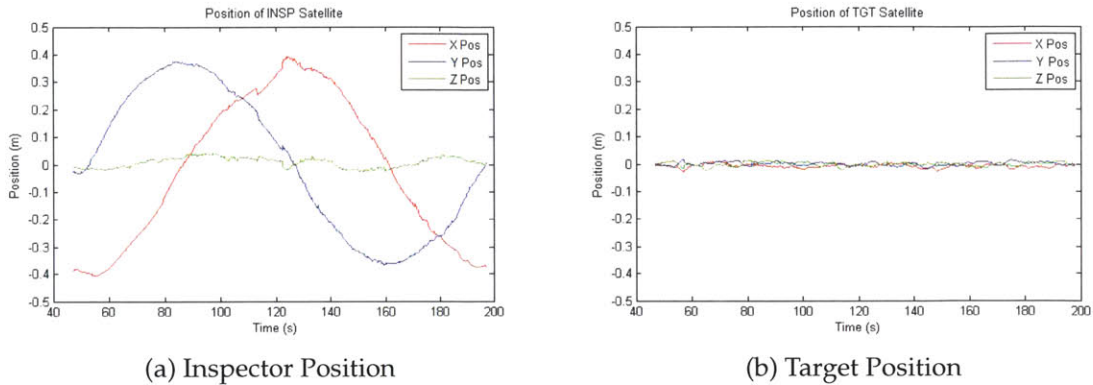 Position of INSP Satellite
0.5
0.4
0.3
0.2
0.1
0
-0.1
-0.2
-0.3
-0.4
-0.5
Position (m)
X Pos
Y Pos
Z Pos
40 60 80 100 120 140 160 180 200
Time (s)
(a) Inspector Position
Position of TGT Satellite
0.5
0.4
0.3
0.2
0.1
0
-0.1
-0.2
-0.3
-0.4
-0.5
Position (m)
X Pos
Y Pos
Z Pos
40 60 80 100 120 140 160 180 200
Time (s)
(b) Target Position